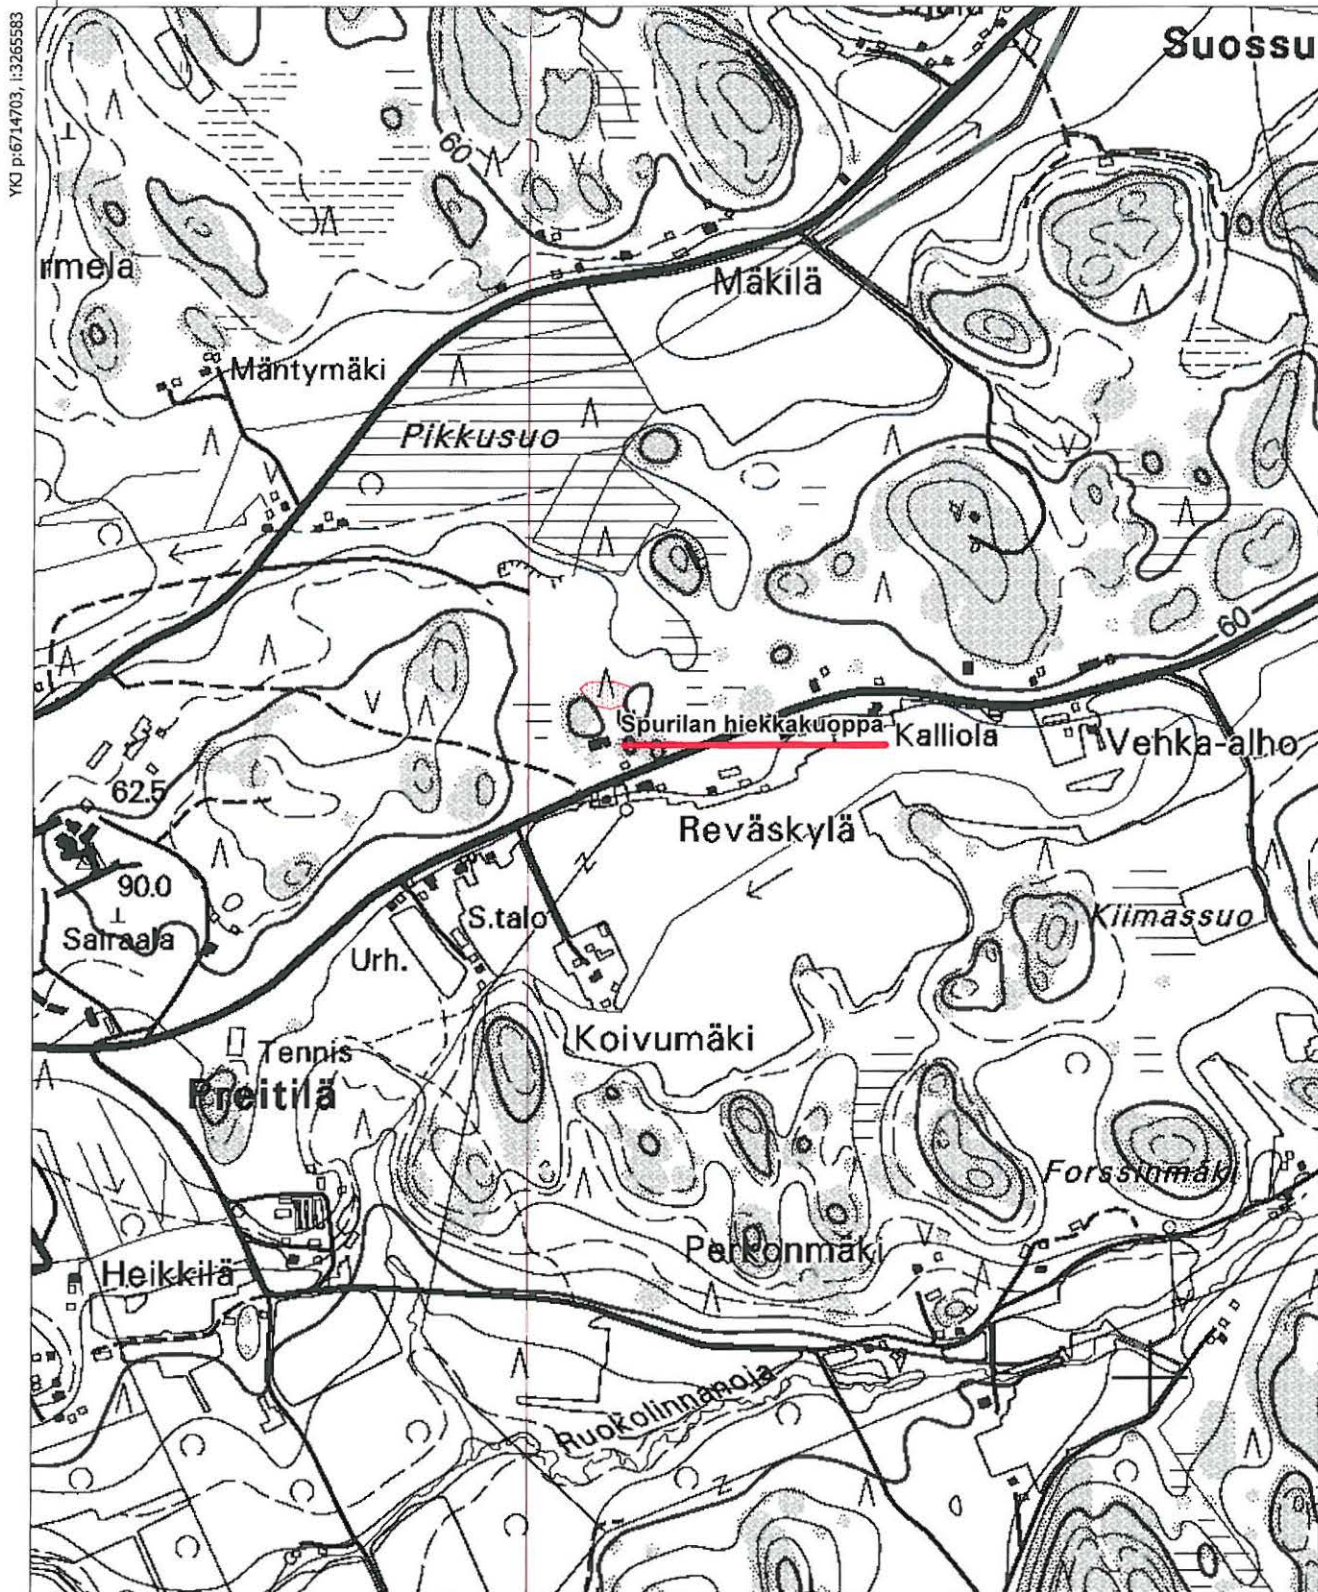 YKJ p:6714703, i:3265583
Suossu
60
rmela
Mäkilä
Mäntymäki
Pikkusuo
60
Spurilan hiekkakuoppa
Kalliola
Vehka-alho
62.5
Reväskylä
90.0
S.talo
Kiimassuo
Sairaala
Urh.
Koivumäki
Tennis
Preitilä
Forssinmäki
Perkonmäki
Heikkilä
Ruokolinnanoja